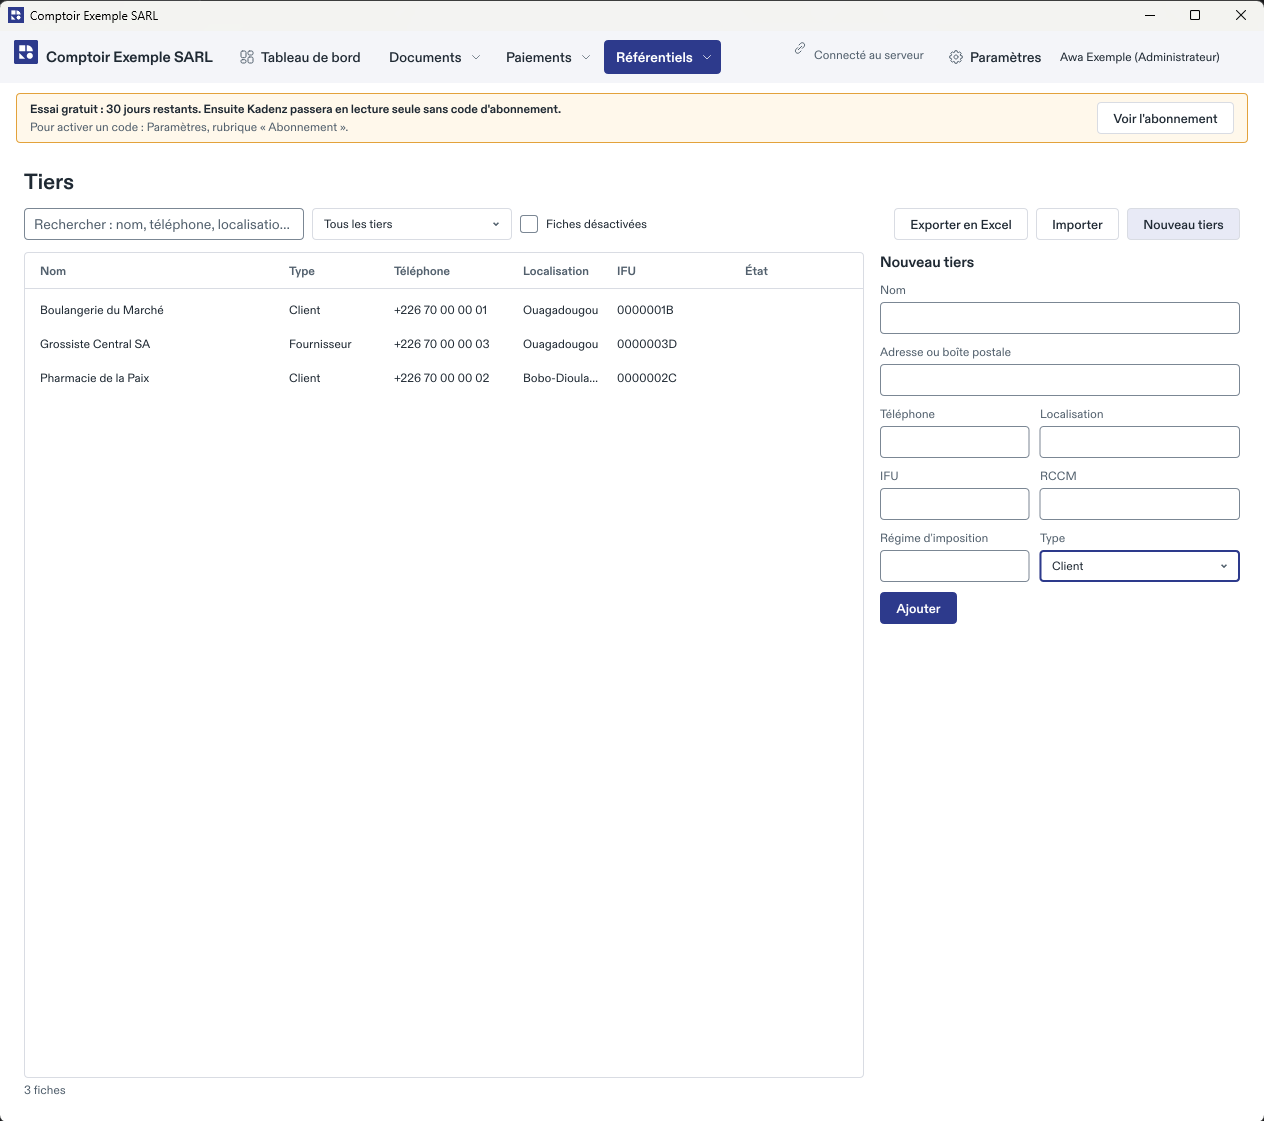 Comptoir Exemple SARL
Comptoir Exemple SARL
Tableau de bord
Documents
Paiements
Référentiels
Connecté au serveur
Paramètres
Awa Exemple (Administrateur)
Essai gratuit : 30 jours restants. Ensuite Kadenz passera en lecture seule sans code d'abonnement.
Pour activer un code : Paramètres, rubrique « Abonnement ».
Voir l'abonnement
Tiers
Rechercher : nom, téléphone, localisatio...
Tous les tiers
Fiches désactivées
Exporter en Excel
Importer
Nouveau tiers
Nom Type Téléphone Localisation IFU État
Boulangerie du Marché Client +226 70 00 00 01 Ouagadougou 0000001B
Grossiste Central SA Fournisseur +226 70 00 00 03 Ouagadougou 0000003D
Pharmacie de la Paix Client +226 70 00 00 02 Bobo-Dioula... 0000002C
3 fiches
Nouveau tiers
Nom
Adresse ou boîte postale
Téléphone Localisation
IFU RCCM
Régime d'imposition Type
Client
Ajouter